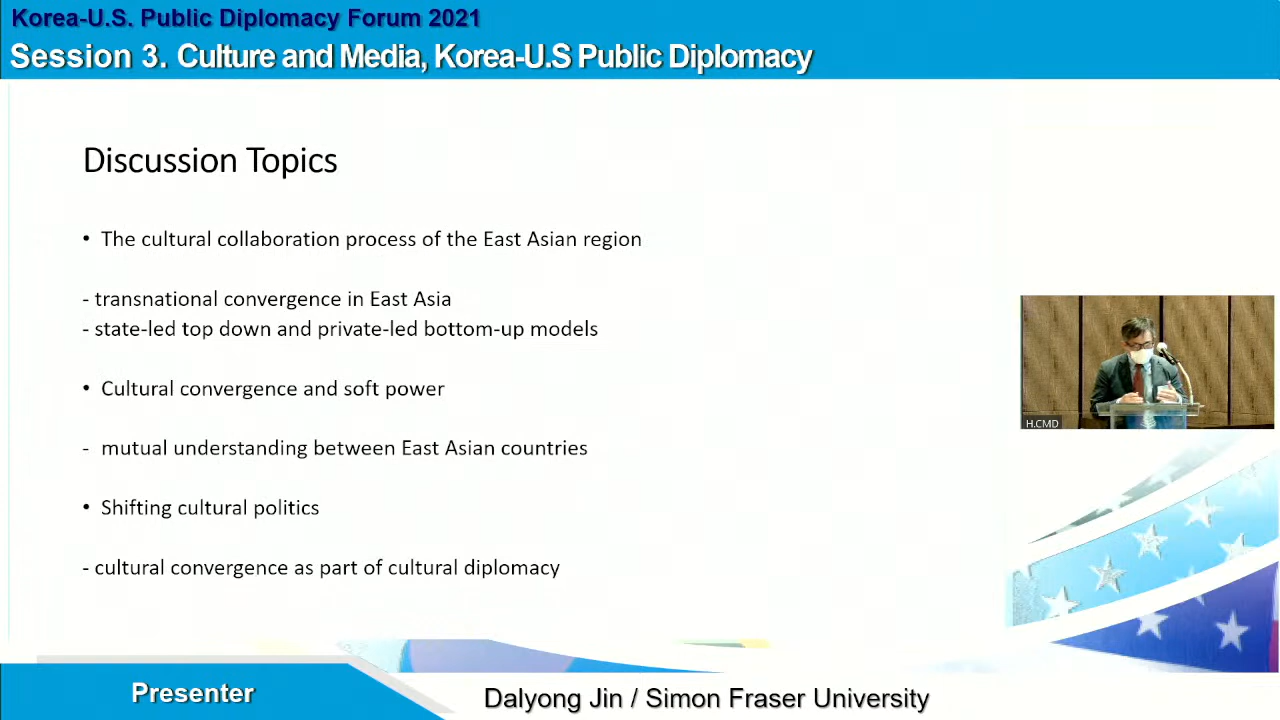 Korea-U.S. Public Diplomacy Forum 2021
Session 3. Culture and Media, Korea-U.S Public Diplomacy
Discussion Topics
• The cultural collaboration process of the East Asian region
- transnational convergence in East Asia
- state-led top down and private-led bottom-up models
• Cultural convergence and soft power
- mutual understanding between East Asian countries
• Shifting cultural politics
- cultural convergence as part of cultural diplomacy
H.CMD
Presenter
Dalyong Jin / Simon Fraser University